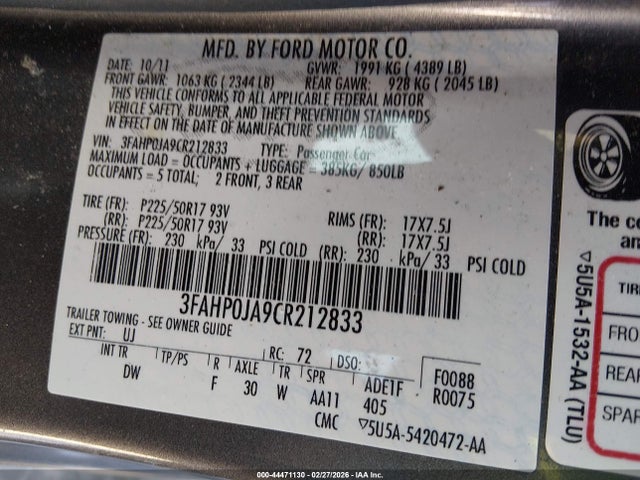 MFD. BY FORD MOTOR CO.
DATE: 10/11 GVWR: 1991 KG ( 4389 LB)
FRONT GAWR: 1063 KG ( 2344 LB) REAR GAWR: 928 KG ( 2045 LB)
THIS VEHICLE CONFORMS TO ALL APPLICABLE FEDERAL MOTOR
VEHICLE SAFETY, BUMPER, AND THEFT PREVENTION STANDARDS
IN EFFECT ON THE DATE OF MANUFACTURE SHOWN ABOVE.
VIN: 3FAHP0JA9CR212833 TYPE: Passenger Car
MAXIMUM LOAD = OCCUPANTS + LUGGAGE = 385KG/ 850LB
OCCUPANTS = 5 TOTAL; 2 FRONT, 3 REAR
TIRE (FR): P225/50R17 93V RIMS (FR): 17X7.5J
(RR): P225/50R17 93V (RR): 17X7.5J
PRESSURE (FR): 230 kPa/ 33 PSI COLD (RR): 230 kPa/ 33 PSI COLD
3FAHP0JA9CR212833
TRAILER TOWING - SEE OWNER GUIDE
EXT PNT: UJ RC: 72 DSO: F0088
INT TR TP/PS R AXLE TR SPR ADE1F R0075
DW F 30 W AA11 405
CMC ▽5U5A-5420472-AA
The co
an
TIRE
FRO
REAR
SPAR
▽5U5A-1532-AA (TLU)
000-44471130 - 02/27/2026 - IAAI Copyright